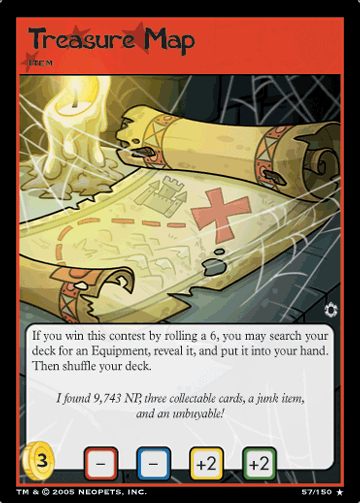 Treasure Map
ITEM
If you win this contest by rolling a 6, you may search your
deck for an Equipment, reveal it, and put it into your hand.
Then shuffle your deck.
I found 9,743 NP, three collectable cards, a junk item,
and an unbuyable!
3 – – +2 +2
TM & © 2005 NEOPETS, INC. 57/150 ★